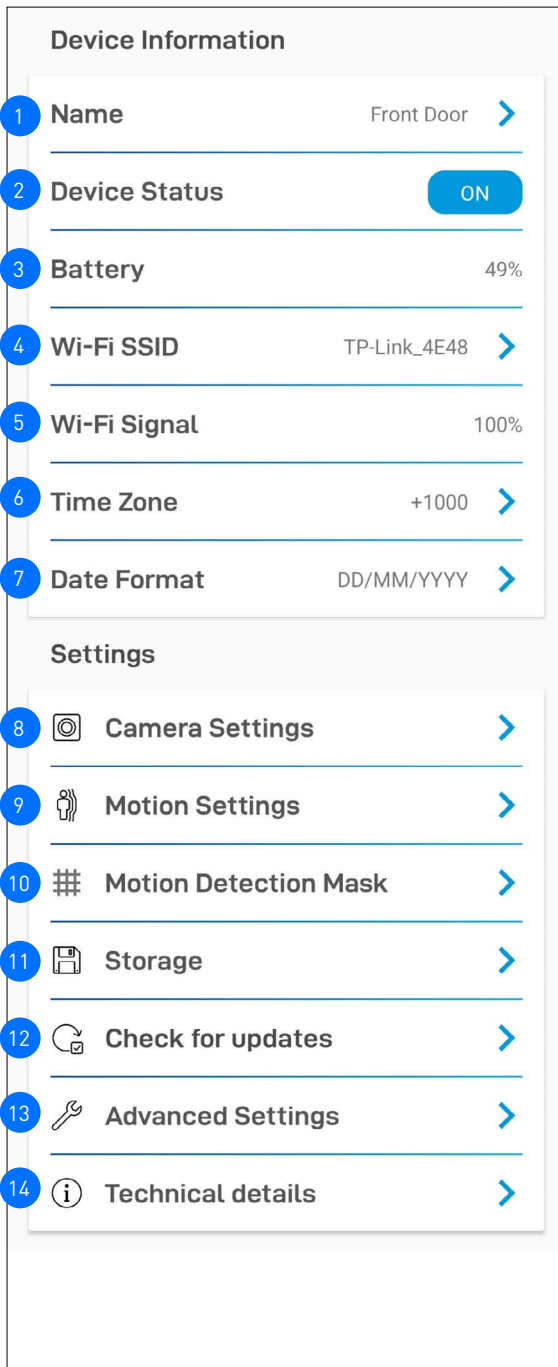 Device Information
1 Name Front Door
2 Device Status ON
3 Battery 49%
4 Wi-Fi SSID TP-Link_4E48
5 Wi-Fi Signal 100%
6 Time Zone +1000
7 Date Format DD/MM/YYYY
Settings
8 Camera Settings
9 Motion Settings
10 Motion Detection Mask
11 Storage
12 Check for updates
13 Advanced Settings
14 Technical details